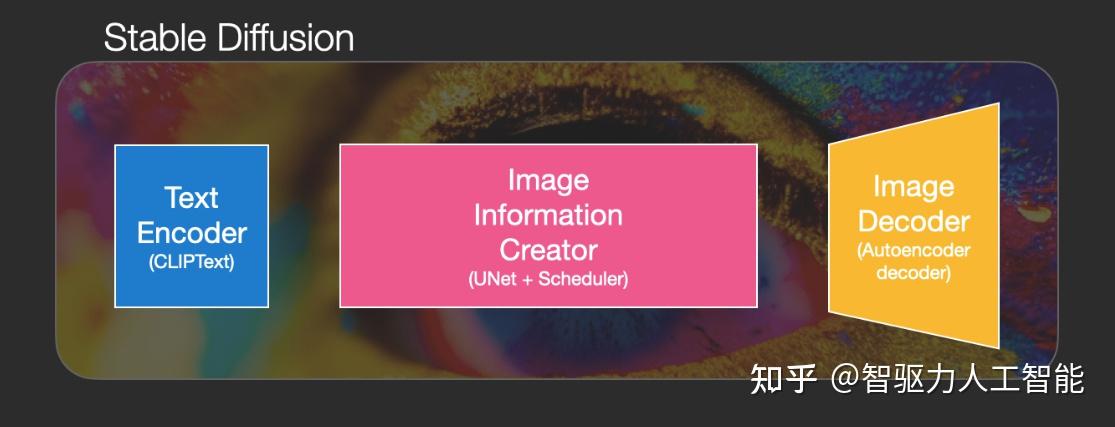 Stable Diffusion
Text
Encoder
(CLIPText)
Image
Information
Creator
(UNet + Scheduler)
Image
Decoder
(Autoencoder
decoder)
知乎 @智驱力人工智能